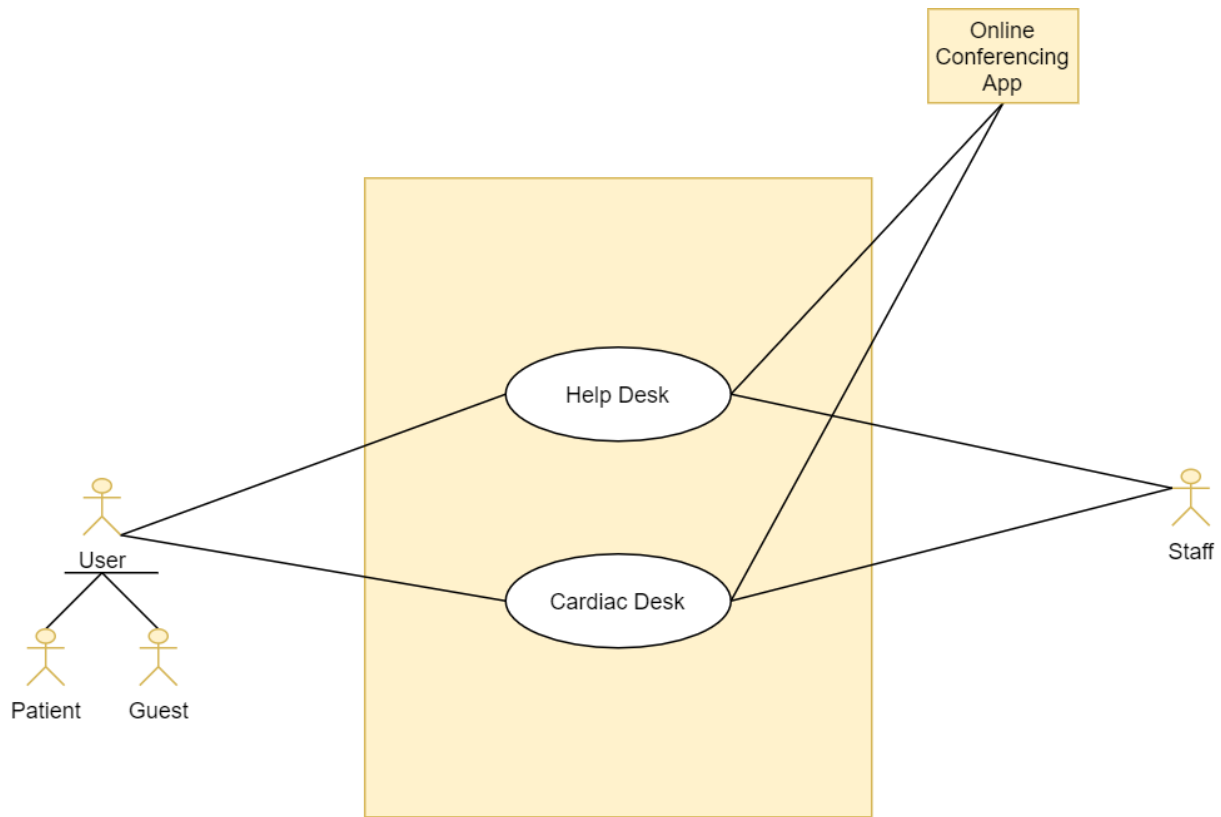 Online
Conferencing
App
Help Desk
User
Staff
Cardiac Desk
Patient
Guest